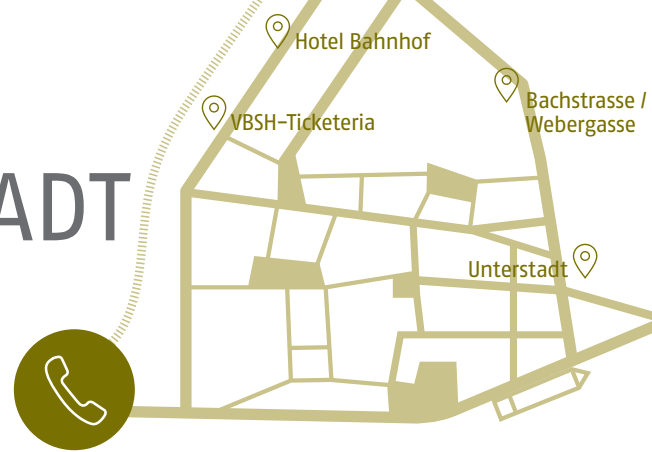 Hotel Bahnhof
Bachstrasse /
Webergasse
VBSH-Ticketeria
ADT
Unterstadt